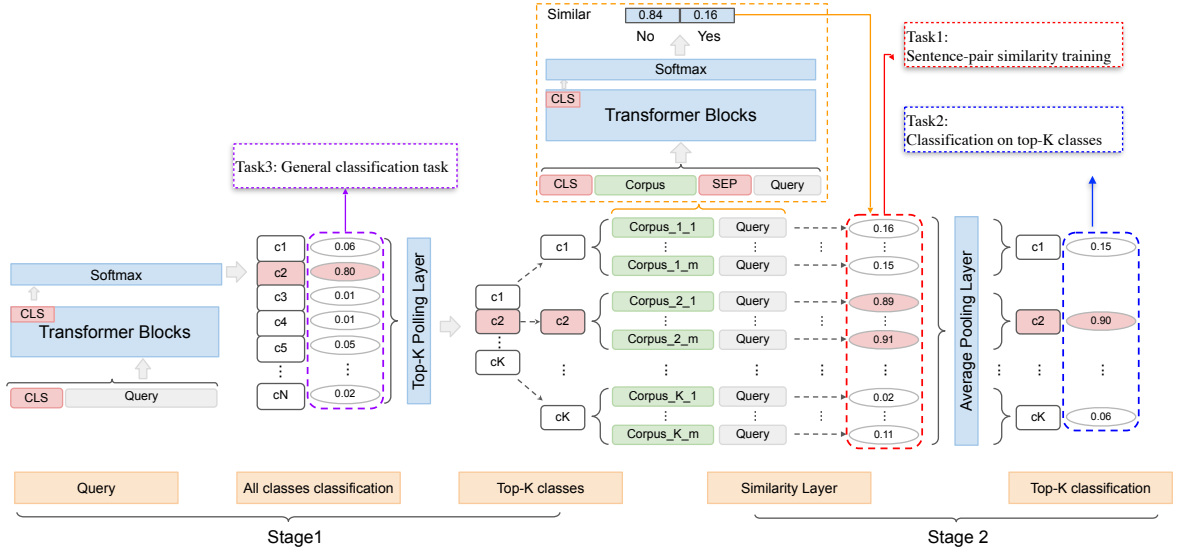 Similar
0.84 0.16
No Yes
Softmax
CLS
Transformer Blocks
CLS Corpus SEP Query
Task1:
Sentence-pair similarity training
Task2:
Classification on top-K classes
Task3: General classification task
Softmax
CLS
Transformer Blocks
CLS Query
c1 0.06
c2 0.80
c3 0.01
c4 0.01
c5 0.05
cN 0.02
Top-K Polling Layer
c1
c2
cK
c1
c2
cK
Corpus_1_1 Query 0.16
Corpus_1_m Query 0.15
Corpus_2_1 Query 0.89
Corpus_2_m Query 0.91
Corpus_K_1 Query 0.02
Corpus_K_m Query 0.11
Average Pooling Layer
c1 0.15
c2 0.90
cK 0.06
Query
All classes classification
Top-K classes
Similarity Layer
Top-K classification
Stage1
Stage 2